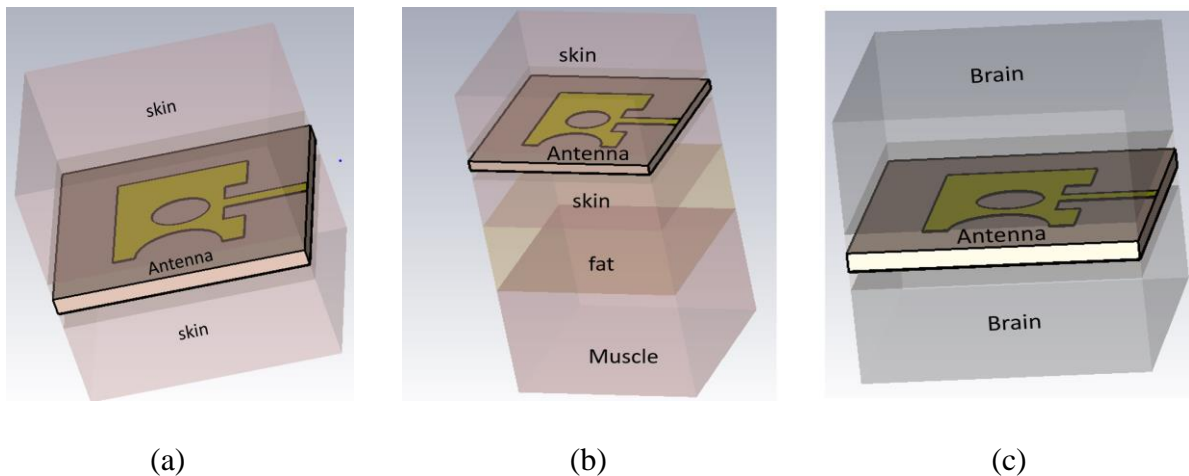 skin
Antenna
skin
skin
Antenna
skin
fat
Muscle
Brain
Antenna
Brain
(a)
(b)
(c)